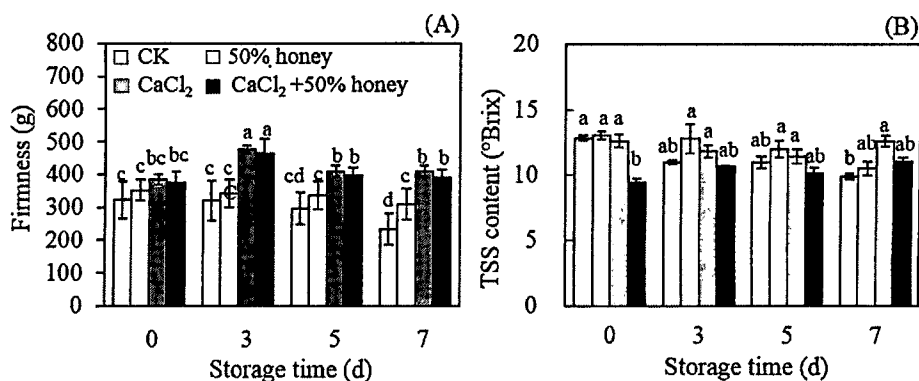 (A)
800
700
600
500
400
300
200
100
0
Firmness (g)
CK 50% honey
CaCl2 CaCl2 +50% honey
c c bc bc
c c a a
cd c b b
d c b b
0 3 5 7
Storage time (d)
(B)
20
15
10
5
0
TSS content (°Brix)
a a a b
ab a a ab
ab a a ab
b ab a ab
0 3 5 7
Storage time (d)